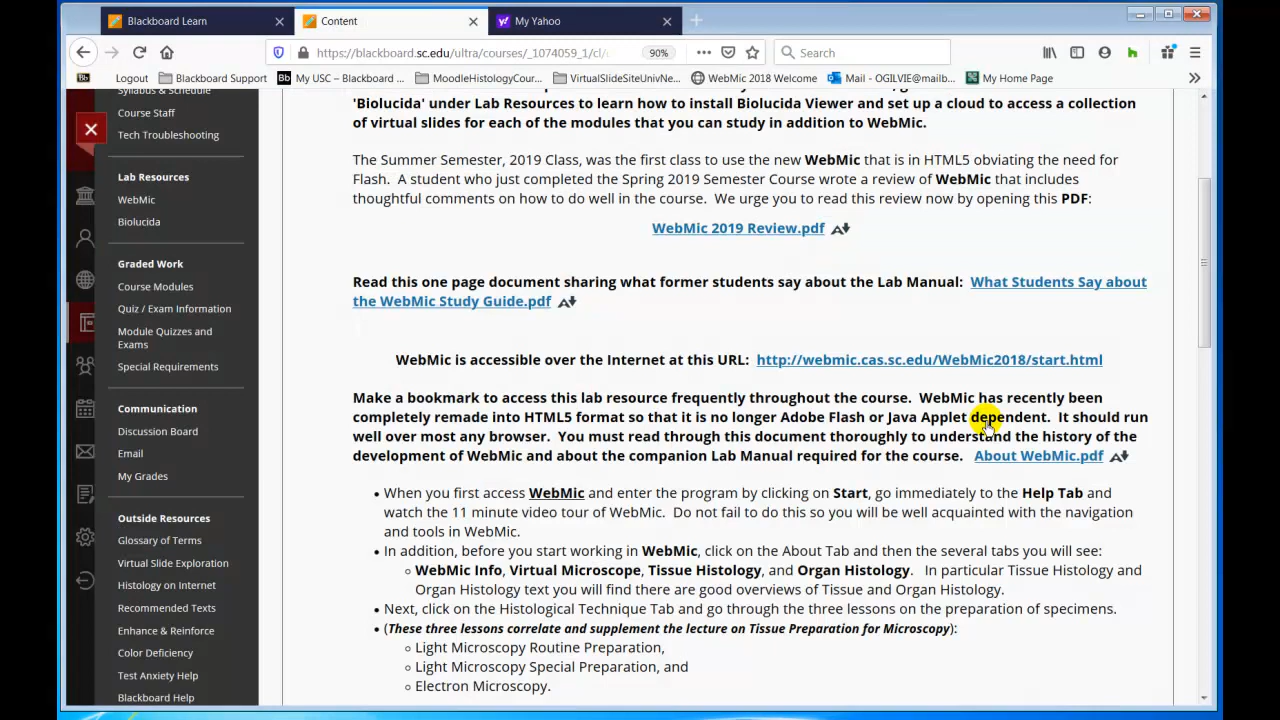 Blackboard Learn
Content
My Yahoo
https://blackboard.sc.edu/ultra/courses/_1074059_1/cl/
90%
Search
Bb
Logout
Blackboard Support
Bb My USC – Blackboard ...
MoodleHistologyCour...
VirtualSlideSiteUnivNe...
WebMic 2018 Welcome
Mail - OGILVIE@mailb...
My Home Page
Syllabus & Schedule
Course Staff
Tech Troubleshooting
Lab Resources
WebMic
Biolucida
Graded Work
Course Modules
Quiz / Exam Information
Module Quizzes and
Exams
Special Requirements
Communication
Discussion Board
Email
My Grades
Outside Resources
Glossary of Terms
Virtual Slide Exploration
Histology on Internet
Recommended Texts
Enhance & Reinforce
Color Deficiency
Test Anxiety Help
Blackboard Help
'Biolucida' under Lab Resources to learn how to install Biolucida Viewer and set up a cloud to access a collection
of virtual slides for each of the modules that you can study in addition to WebMic.
The Summer Semester, 2019 Class, was the first class to use the new WebMic that is in HTML5 obviating the need for
Flash. A student who just completed the Spring 2019 Semester Course wrote a review of WebMic that includes
thoughtful comments on how to do well in the course. We urge you to read this review now by opening this PDF:
WebMic 2019 Review.pdf
Read this one page document sharing what former students say about the Lab Manual: What Students Say about
the WebMic Study Guide.pdf
WebMic is accessible over the Internet at this URL: http://webmic.cas.sc.edu/WebMic2018/start.html
Make a bookmark to access this lab resource frequently throughout the course. WebMic has recently been
completely remade into HTML5 format so that it is no longer Adobe Flash or Java Applet dependent. It should run
well over most any browser. You must read through this document thoroughly to understand the history of the
development of WebMic and about the companion Lab Manual required for the course. About WebMic.pdf
• When you first access WebMic and enter the program by clicking on Start, go immediately to the Help Tab and
watch the 11 minute video tour of WebMic. Do not fail to do this so you will be well acquainted with the navigation
and tools in WebMic.
• In addition, before you start working in WebMic, click on the About Tab and then the several tabs you will see:
○ WebMic Info, Virtual Microscope, Tissue Histology, and Organ Histology. In particular Tissue Histology and
Organ Histology text you will find there are good overviews of Tissue and Organ Histology.
• Next, click on the Histological Technique Tab and go through the three lessons on the preparation of specimens.
• (These three lessons correlate and supplement the lecture on Tissue Preparation for Microscopy):
○ Light Microscopy Routine Preparation,
○ Light Microscopy Special Preparation, and
○ Electron Microscopy.